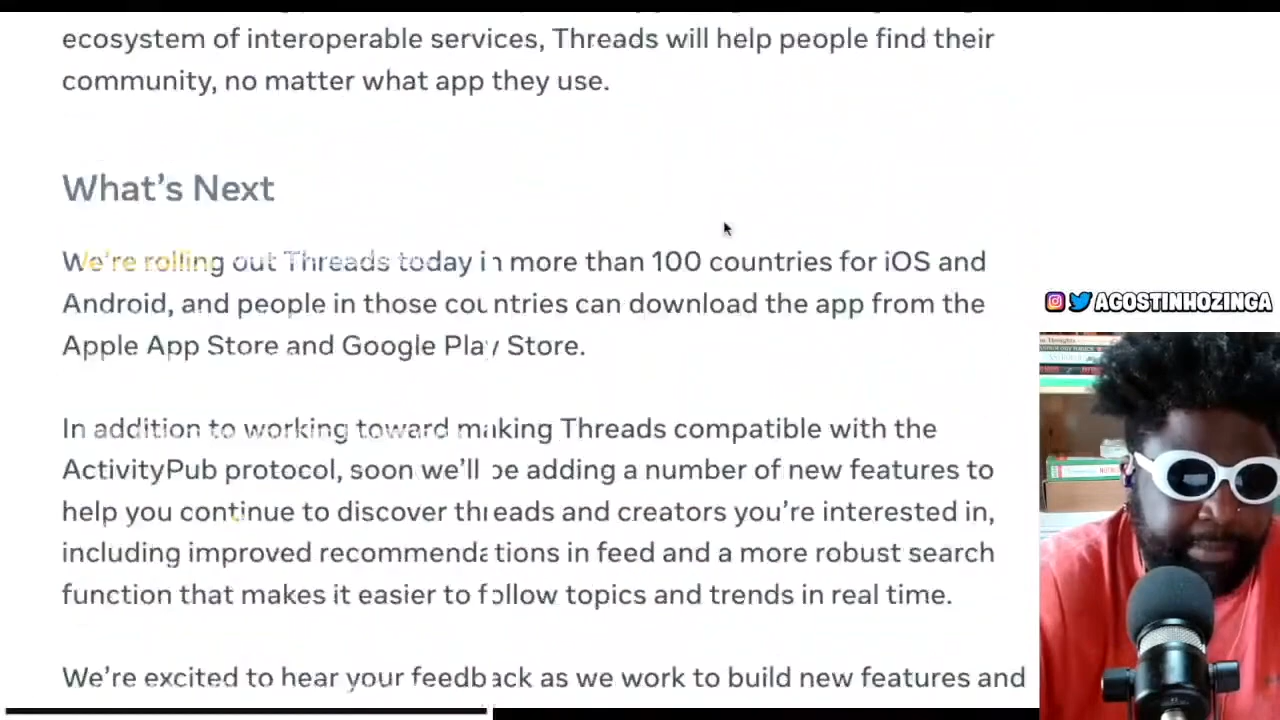 ecosystem of interoperable services, Threads will help people find their
community, no matter what app they use.
What's Next
We're rolling out Threads today in more than 100 countries for iOS and
Android, and people in those countries can download the app from the
Apple App Store and Google Play Store.
AGOSTINHOZINGA
In addition to working toward making Threads compatible with the
ActivityPub protocol, soon we'll be adding a number of new features to
help you continue to discover threads and creators you're interested in,
including improved recommendations in feed and a more robust search
function that makes it easier to follow topics and trends in real time.
We're excited to hear your feedback as we work to build new features and